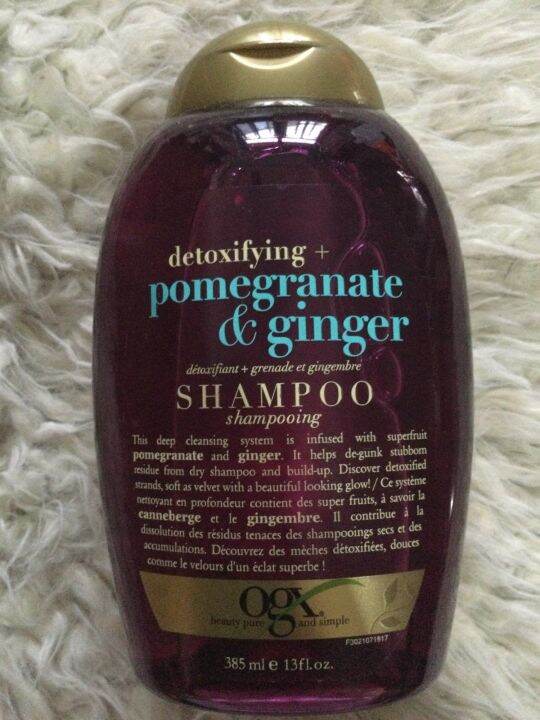 detoxifying +
pomegranate
& ginger
détoxifiant + grenade et gingembre
SHAMPOO
shampooing
This deep cleansing system is infused with superfruit
pomegranate and ginger. It helps de-gunk stubborn
residue from dry shampoo and build-up. Discover detoxified
strands, soft as velvet with a beautiful looking glow! / Ce système
nettoyant en profondeur contient des super fruits, à savoir la
canneberge et le gingembre. Il contribue à la
dissolution des résidus tenaces des shampooings secs et des
accumulations. Découvrez des mèches détoxifiées, douces
comme le velours d'un éclat superbe !
ogx®
beauty pure and simple
F3021071817
385 ml e 13fl.oz.